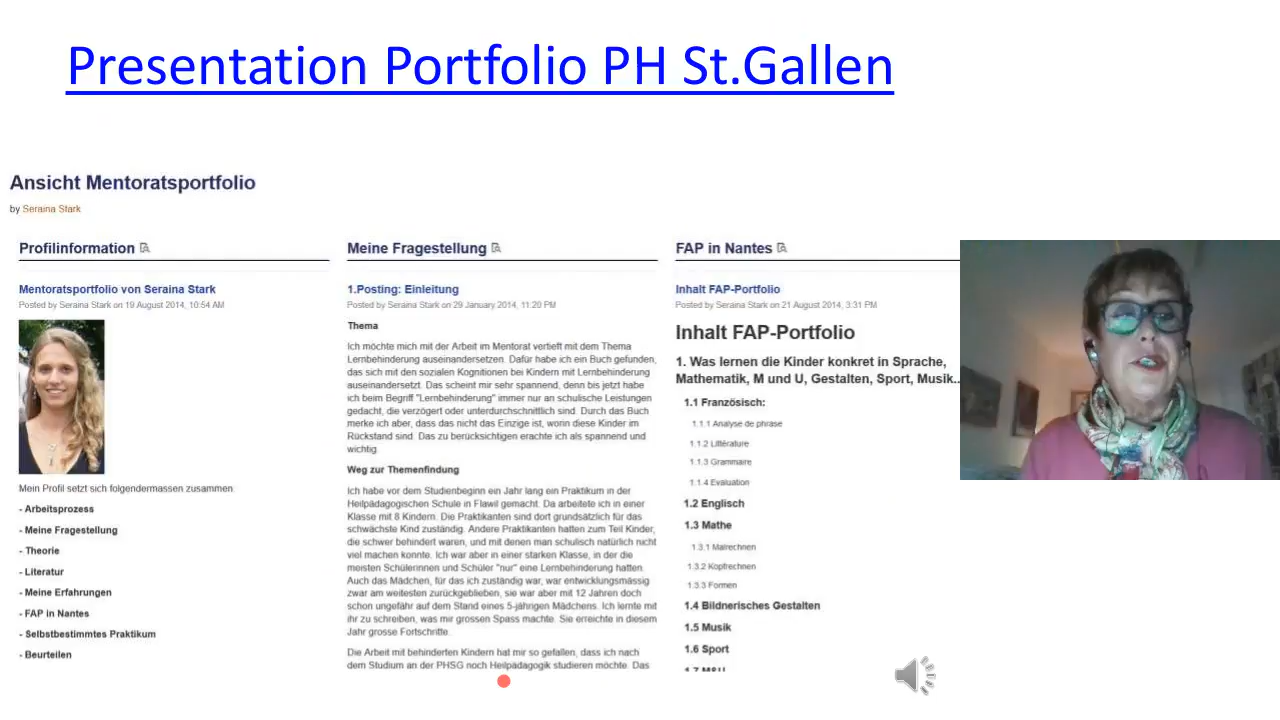 Presentation Portfolio PH St.Gallen
Ansicht Mentoratsportfolio
by Seraina Stark
Profilinformation
Mentoratsportfolio von Seraina Stark
Posted by Seraina Stark on 19 August 2014, 10:54 AM
Mein Profil setzt sich folgendermassen zusammen
- Arbeitsprozess
- Meine Fragestellung
- Theorie
- Literatur
- Meine Erfahrungen
- FAP in Nantes
- Selbstbestimmtes Praktikum
- Beurteilen
Meine Fragestellung
1.Posting: Einleitung
Posted by Seraina Stark on 29 January 2014, 11:20 PM
Thema
Ich möchte mich mit der Arbeit im Mentorat vertieft mit dem Thema
Lernbehinderung auseinandersetzen. Dafür habe ich ein Buch gefunden,
das sich mit den sozialen Kognitionen bei Kindern mit Lernbehinderung
auseinandersetzt. Das scheint mir sehr spannend, denn bis jetzt habe
ich beim Begriff "Lernbehinderung" immer nur an schulische Leistungen
gedacht, die verzögert oder unterdurchschnitlich sind. Durch das Buch
merke ich aber, dass das nicht das Einzige ist, worin diese Kinder im
Rückstand sind. Das zu berücksichtigen erachte ich als spannend und
wichtig.
Weg zur Themenfindung
Ich habe vor dem Studienbeginn ein Jahr lang ein Praktikum in der
Heilpädagogischen Schule in Flawil gemacht. Da arbeitete ich in einer
Klasse mit 8 Kindern. Die Praktikanten sind dort grundsätzlich für das
schwächste Kind zuständig. Andere Praktikanten hatten zum Teil Kinder,
die schwer behindert waren, und mit denen man schulisch natürlich nicht
viel machen konnte. Ich war aber in einer starken Klasse, in der die
meisten Schülerinnen und Schüler "nur" eine Lernbehinderung hatten.
Auch das Mädchen, für das ich zuständig war, war entwicklungsmässig
zwar am weitesten zurückgeblieben, sie war aber mit 12 Jahren doch
schon ungefähr auf dem Stand eines 5-jährigen Mädchens. Ich lernte mit
ihr zu schreiben, was mir grossen Spass machte. Sie erreichte in diesem
Jahr grosse Fortschritte.
Die Arbeit mit behinderten Kindern hat mir so gefallen, dass ich nach
dem Studium an der PHSG noch Heilpädagogik studieren möchte. Das
FAP in Nantes
Inhalt FAP-Portfolio
Posted by Seraina Stark on 21 August 2014, 3:31 PM
Inhalt FAP-Portfolio
1. Was lernen die Kinder konkret in Sprache,
Mathematik, M und U, Gestalten, Sport, Musik..
1.1 Französisch:
1.1.1 Analyse de phrase
1.1.2 Littérature
1.1.3 Grammaire
1.1.4 Evaluation
1.2 Englisch
1.3 Mathe
1.3.1 Malrechnen
1.3.2 Kopfrechnen
1.3.3 Formen
1.4 Bildnerisches Gestalten
1.5 Musik
1.6 Sport
1.7 M&U